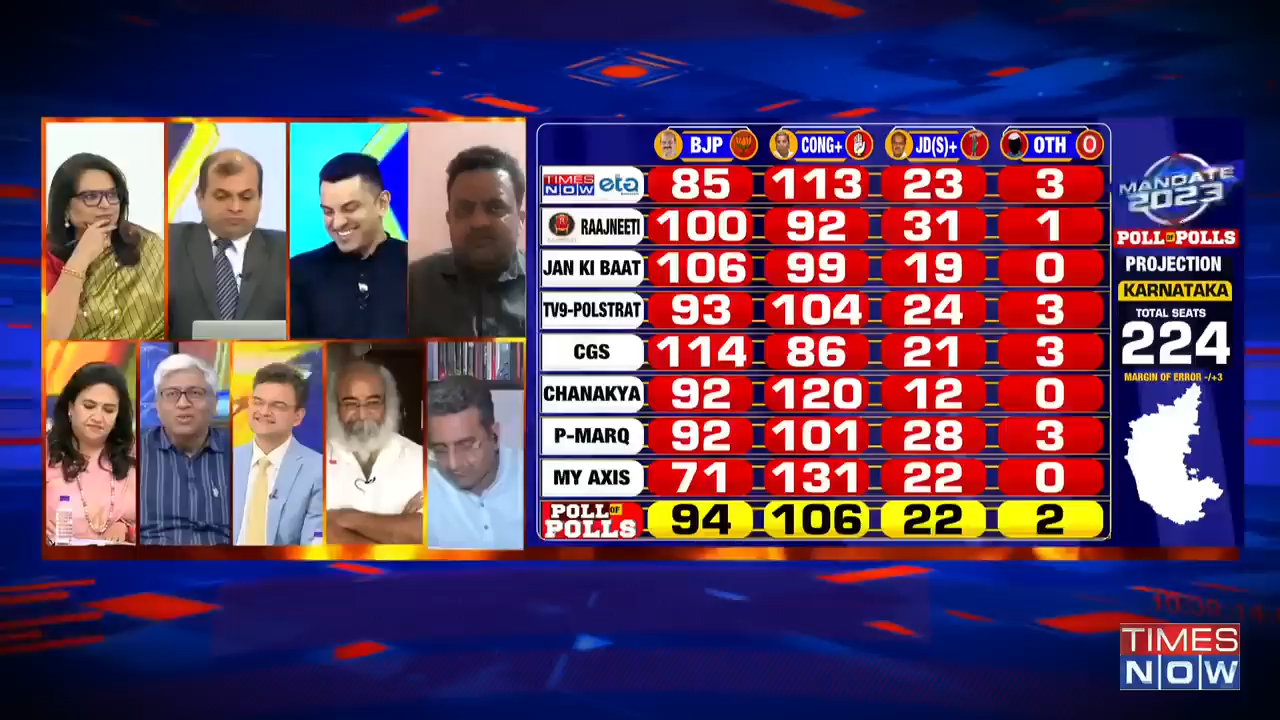 BJP CONG+ JD(S)+ OTH O
TIMES NOW eta 85 113 23 3
RAAJNEETI 100 92 31 1
JAN KI BAAT 106 99 19 0
TV9-POLSTRAT 93 104 24 3
CGS 114 86 21 3
CHANAKYA 92 120 12 0
P-MARQ 92 101 28 3
MY AXIS 71 131 22 0
POLL OF POLLS 94 106 22 2
MANDATE
2023
POLL OF POLLS
PROJECTION
KARNATAKA
TOTAL SEATS
224
MARGIN OF ERROR -/+3
TIMES
NOW